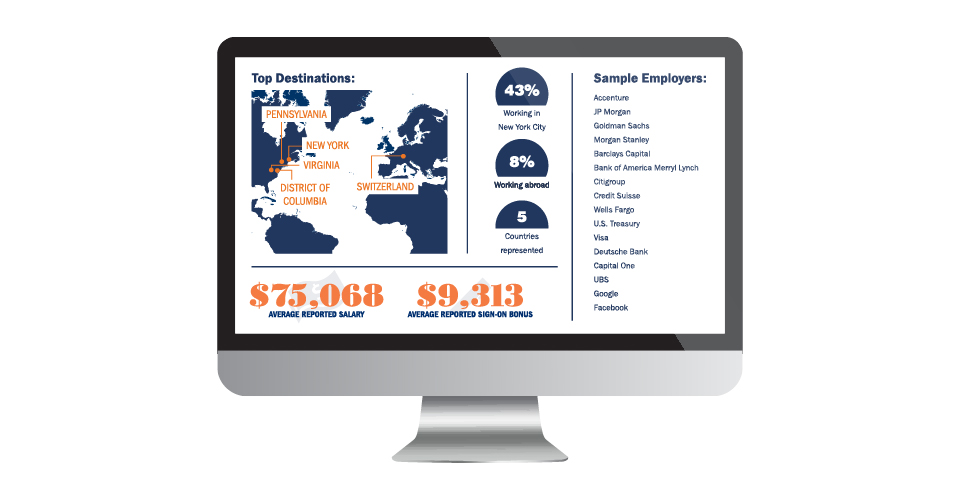 Top Destinations:
PENNSYLVANIA
NEW YORK
VIRGINIA
DISTRICT OF
COLUMBIA
SWITZERLAND
43%
Working in
New York City
8%
Working abroad
5
Countries
represented
$75,068
AVERAGE REPORTED SALARY
$9,313
AVERAGE REPORTED SIGN-ON BONUS
Sample Employers:
Accenture
JP Morgan
Goldman Sachs
Morgan Stanley
Barclays Capital
Bank of America Merryl Lynch
Citigroup
Credit Suisse
Wells Fargo
U.S. Treasury
Visa
Deutsche Bank
Capital One
UBS
Google
Facebook